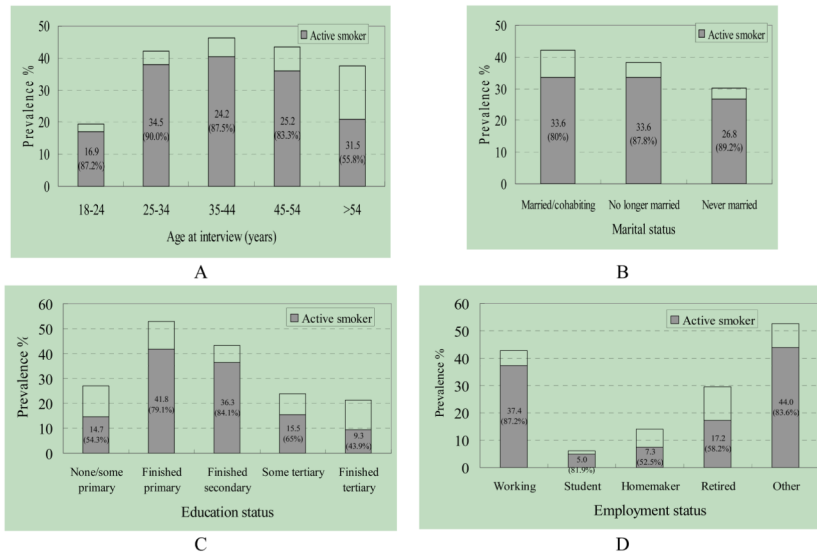 50
40
30
20
10
0
Prevalence %
Active smoker
16.9
(87.2%)
34.5
(90.0%)
24.2
(87.5%)
25.2
(83.3%)
31.5
(55.8%)
18-24 25-34 35-44 45-54 >54
Age at interview (years)
A
50
40
30
20
10
0
Prevalence %
Active smoker
33.6
(80%)
33.6
(87.8%)
26.8
(89.2%)
Married/cohabiting No longer married Never married
Marital status
B
60
50
40
30
20
10
0
Prevalence %
Active smoker
14.7
(54.3%)
41.8
(79.1%)
36.3
(84.1%)
15.5
(65%)
9.3
(43.9%)
None/some Finished Finished Some tertiary Finished
primary primary secondary tertiary
Education status
C
60
50
40
30
20
10
0
Prevalence %
Active smoker
37.4
(87.2%)
5.0
(81.9%)
7.3
(52.5%)
17.2
(58.2%)
44.0
(83.6%)
Working Student Homemaker Retired Other
Employment status
D